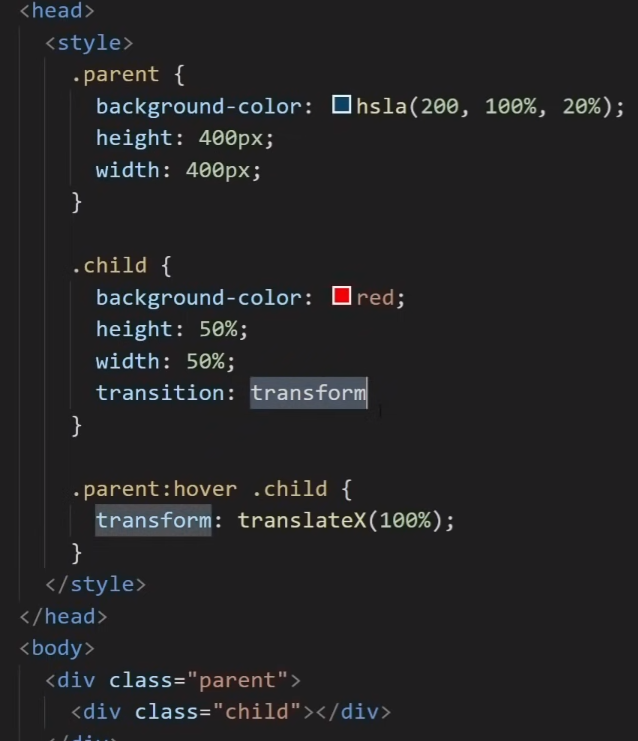 <head>
<style>
.parent {
background-color: hsla(200, 100%, 20%);
height: 400px;
width: 400px;
}
.child {
background-color: red;
height: 50%;
width: 50%;
transition: transform
}
.parent:hover .child {
transform: translateX(100%);
}
</style>
</head>
<body>
<div class="parent">
<div class="child"></div>
</div>